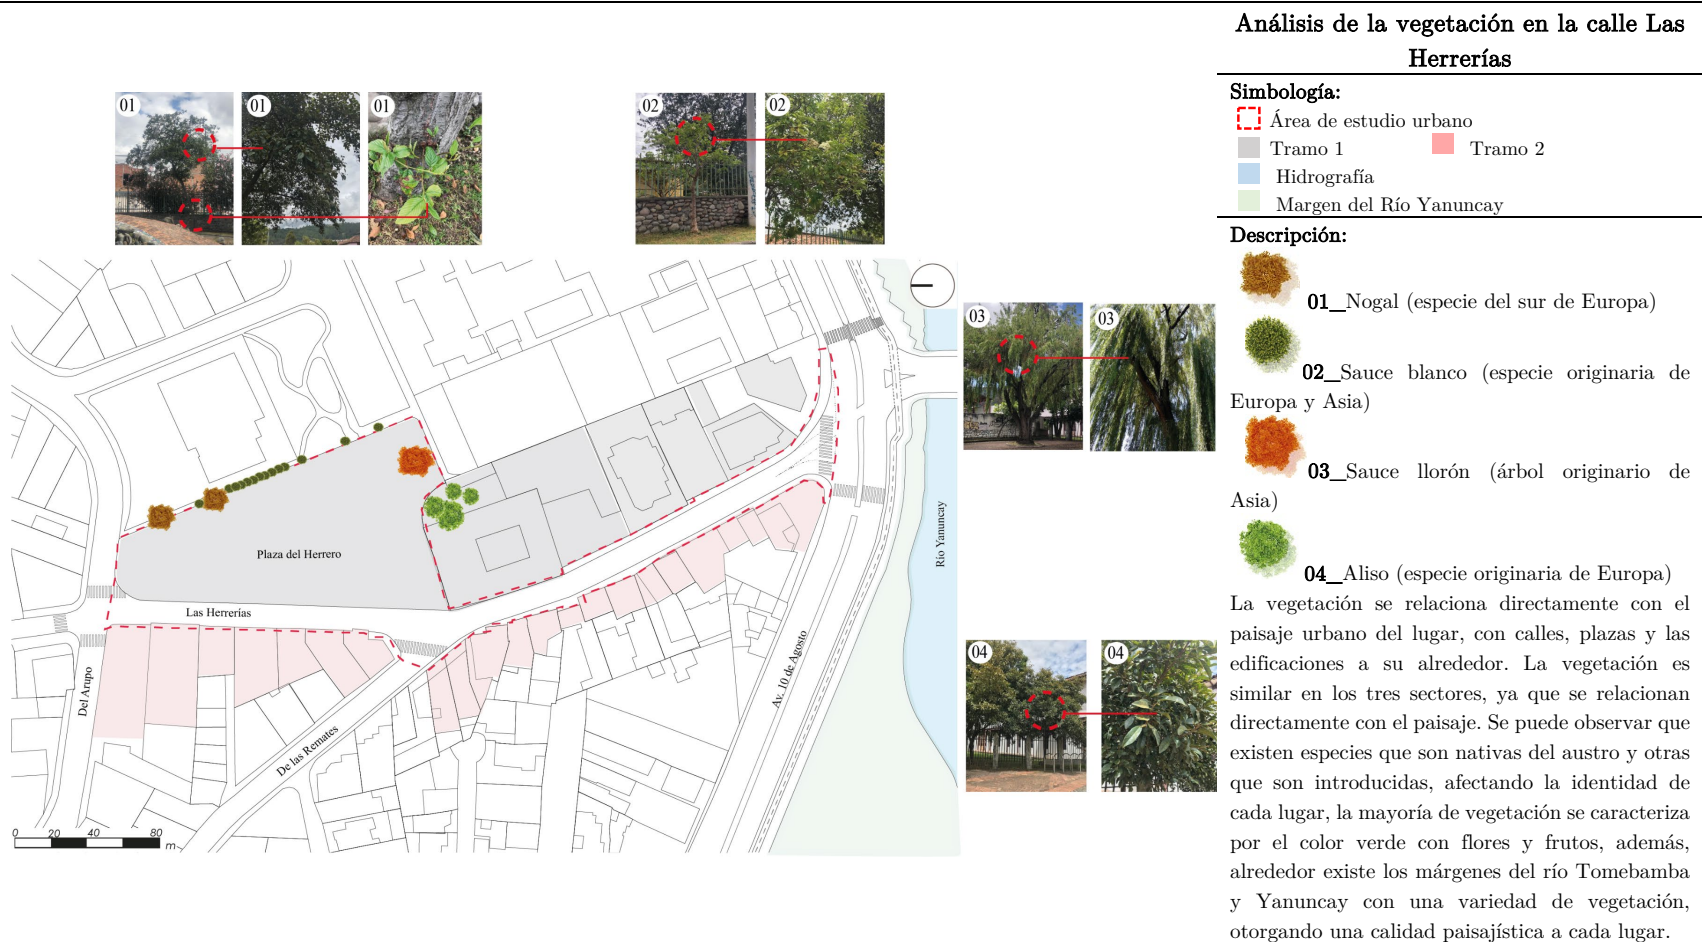 Análisis de la vegetación en la calle Las
Herrerías
Simbología:
Área de estudio urbano
Tramo 1
Tramo 2
Hidrografía
Margen del Río Yanuncay
Descripción:
01_Nogal (especie del sur de Europa)
02_Sauce blanco (especie originaria de
Europa y Asia)
03_Sauce llorón (árbol originario de
Asia)
04_Aliso (especie originaria de Europa)
La vegetación se relaciona directamente con el
paisaje urbano del lugar, con calles, plazas y las
edificaciones a su alrededor. La vegetación es
similar en los tres sectores, ya que se relacionan
directamente con el paisaje. Se puede observar que
existen especies que son nativas del austro y otras
que son introducidas, afectando la identidad de
cada lugar, la mayoría de vegetación se caracteriza
por el color verde con flores y frutos, además,
alrededor existe los márgenes del río Tomebamba
y Yanuncay con una variedad de vegetación,
otorgando una calidad paisajística a cada lugar.
01
01
01
02
02
03
03
04
04
Plaza del Herrero
Las Herrerías
Del Arupo
De las Remates
Av. 10 de Agosto
Río Yanuncay
0 20 40 80
m